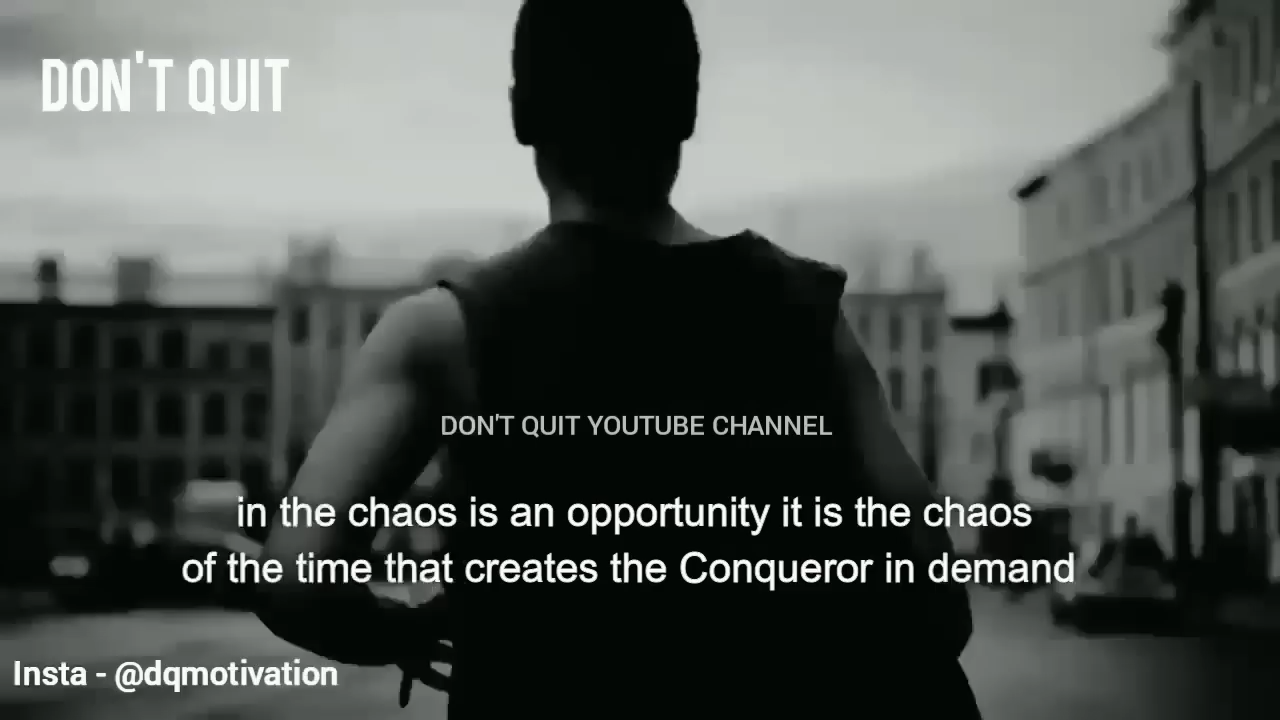 DON'T QUIT
DON'T QUIT YOUTUBE CHANNEL
in the chaos is an opportunity it is the chaos
of the time that creates the Conqueror in demand
Insta - @dqmotivation